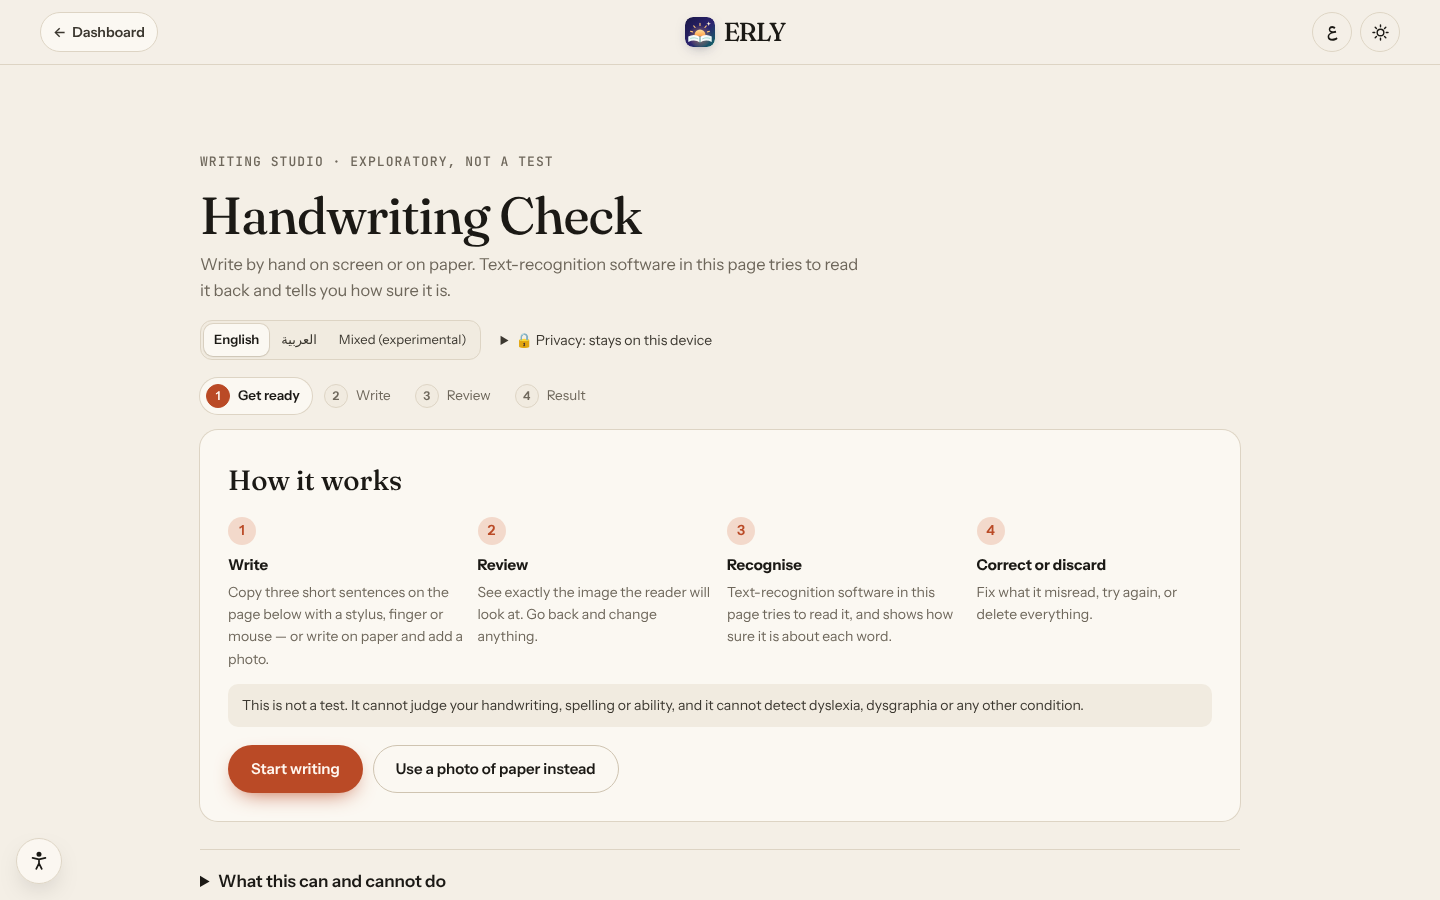 ← Dashboard
ERLY
ع
WRITING STUDIO · EXPLORATORY, NOT A TEST
Handwriting Check
Write by hand on screen or on paper. Text-recognition software in this page tries to read
it back and tells you how sure it is.
English العربية Mixed (experimental)
Privacy: stays on this device
1 Get ready 2 Write 3 Review 4 Result
How it works
1
Write
Copy three short sentences on the
page below with a stylus, finger or
mouse — or write on paper and add a
photo.
2
Review
See exactly the image the reader will
look at. Go back and change
anything.
3
Recognise
Text-recognition software in this
page tries to read it, and shows how
sure it is about each word.
4
Correct or discard
Fix what it misread, try again, or
delete everything.
This is not a test. It cannot judge your handwriting, spelling or ability, and it cannot detect dyslexia, dysgraphia or any other condition.
Start writing
Use a photo of paper instead
What this can and cannot do